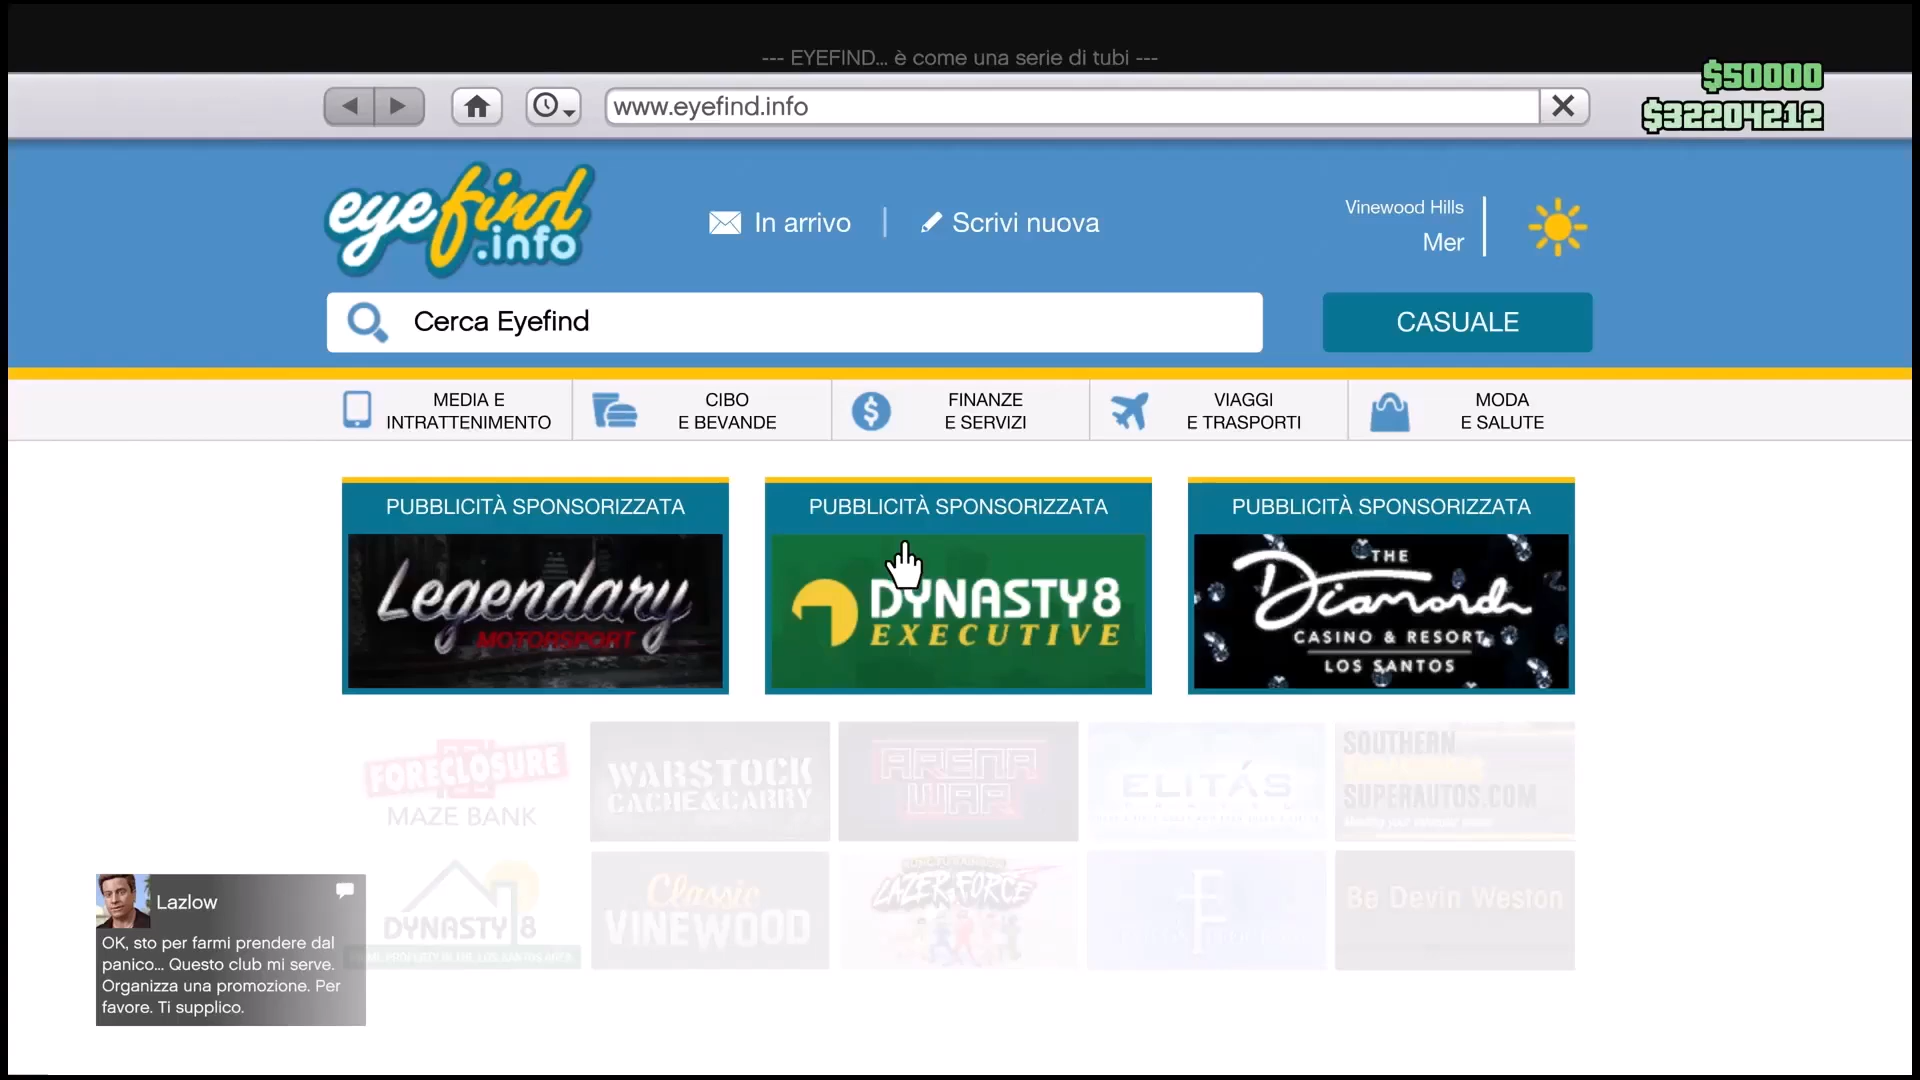 --- EYEFIND... è come una serie di tubi ---
$50000
www.eyefind.info
$32204212
eyefind
.info
In arrivo
Scrivi nuova
Vinewood Hills
Mer
Cerca Eyefind
CASUALE
MEDIA E
INTRATTENIMENTO
CIBO
E BEVANDE
FINANZE
E SERVIZI
VIAGGI
E TRASPORTI
MODA
E SALUTE
PUBBLICITÀ SPONSORIZZATA
Legendary
MOTORSPORT
PUBBLICITÀ SPONSORIZZATA
DYNASTY8
EXECUTIVE
PUBBLICITÀ SPONSORIZZATA
THE
Diamond
CASINO & RESORT
LOS SANTOS
FORECLOSURE
MAZE BANK
WARSTOCK
CACHE&CARRY
ARENA
WAR
ELITÁS
SOUTHERN
SUPERAUTOS.COM
DYNASTY 8
Classic
VINEWOOD
LAZER FORCE
Be Devin Weston
Lazlow
OK, sto per farmi prendere dal
panico... Questo club mi serve.
Organizza una promozione. Per
favore. Ti supplico.